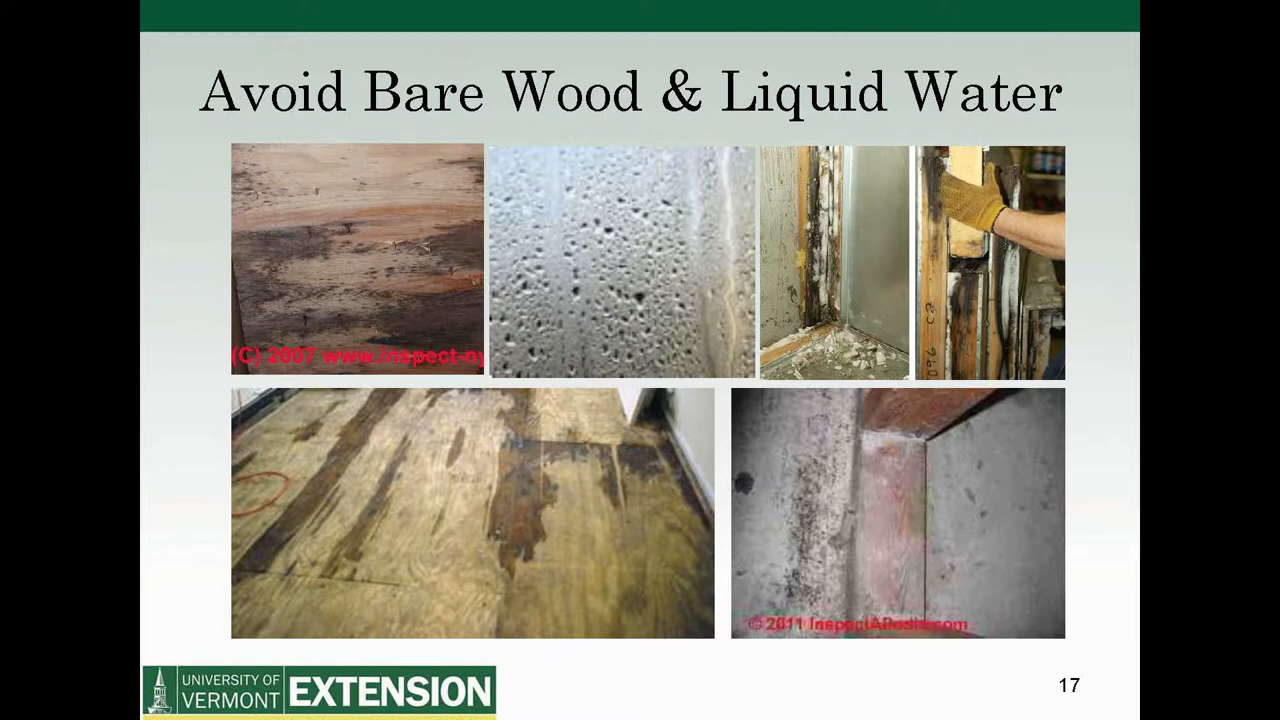 Avoid Bare Wood & Liquid Water
(C) 2007 www.inspect-ny
© 2011 InspectAPedia.com
UNIVERSITY OF
VERMONT
EXTENSION
17